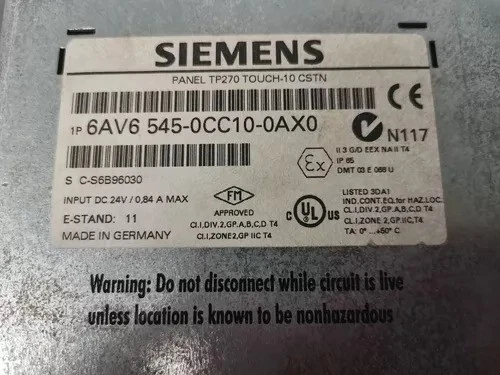 SIEMENS
PANEL TP270 TOUCH-10 CSTN
1P 6AV6 545-0CC10-0AX0
CE
N117
S C-S6B96030
INPUT DC 24V / 0,84 A MAX
E-STAND: 11
MADE IN GERMANY
FM
APPROVED
CL.I,DIV.2,GP.A,B,C,D T4
CL.I,ZONE 2,GP.IIC T4
Ex
II 3 G/D EEX NA II T4
IP 65
DMT 03 E 068 U
C UL US
LISTED 3DA1
IND.CONT.EQ.for HAZ.LOC.
CL.I,DIV.2,GP.A,B,C,D T4
CL.I,ZONE2,GP.IIC T4
TA: 0° ...+50° C
Warning: Do not disconnect while circuit is live
unless location is known to be nonhazardous